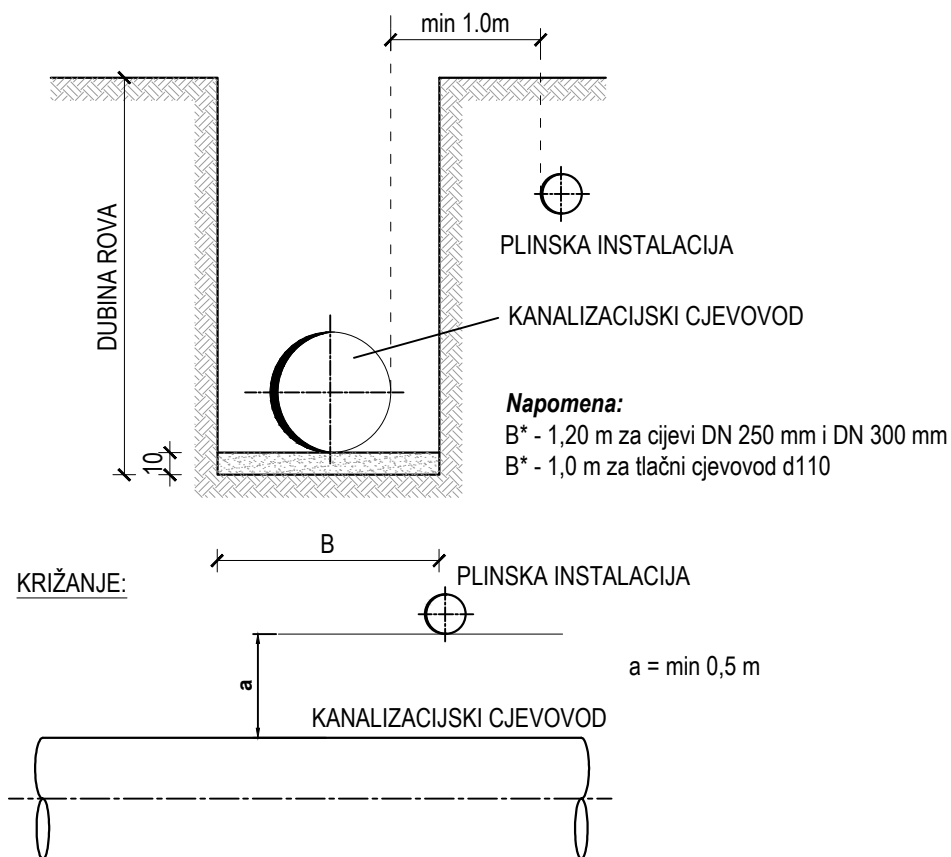 min 1.0m
DUBINA ROVA
PLINSKA INSTALACIJA
KANALIZACIJSKI CJEVOVOD
Napomena:
B* - 1,20 m za cijevi DN 250 mm i DN 300 mm
B* - 1,0 m za tlačni cjevovod d110
10
B
KRIŽANJE:
PLINSKA INSTALACIJA
a
a = min 0,5 m
KANALIZACIJSKI CJEVOVOD